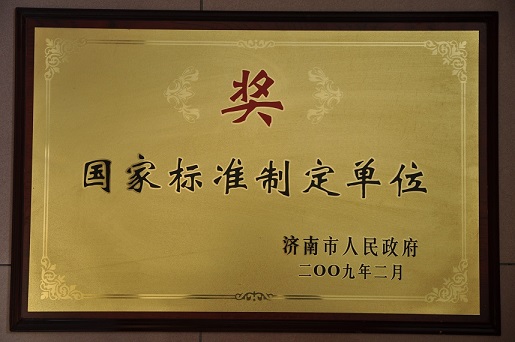 奖
国家标准制定单位
济南市人民政府
二〇〇九年二月